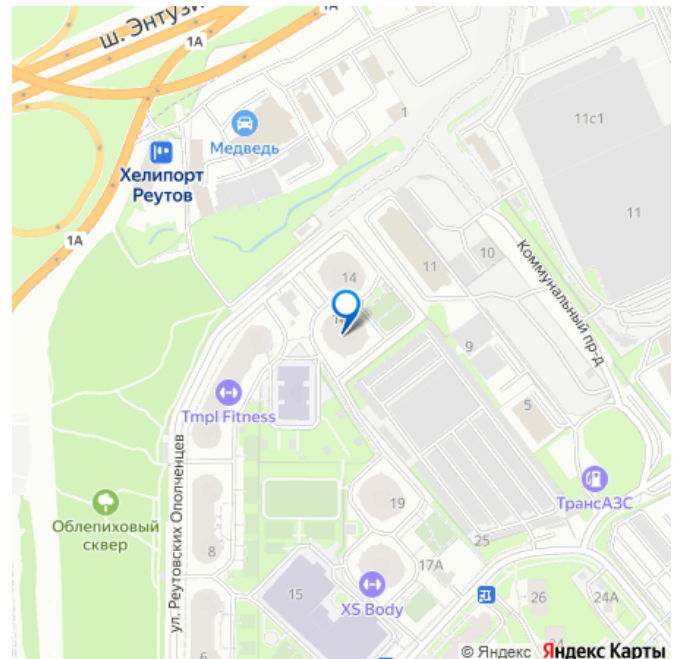 ш. Энтузи
1А
1
11с1
Медведь
Хелипорт
Реутов
11
1А
10
Коммунальный пр-д
14
11
9
5
Tmpl Fitness
ул. Реутовских Ополченцев
ТрансАЗС
19
Облепиховый
сквер
8
25
17А
15
XS Body
26
24А
6
© Яндекс Яндекс Карты